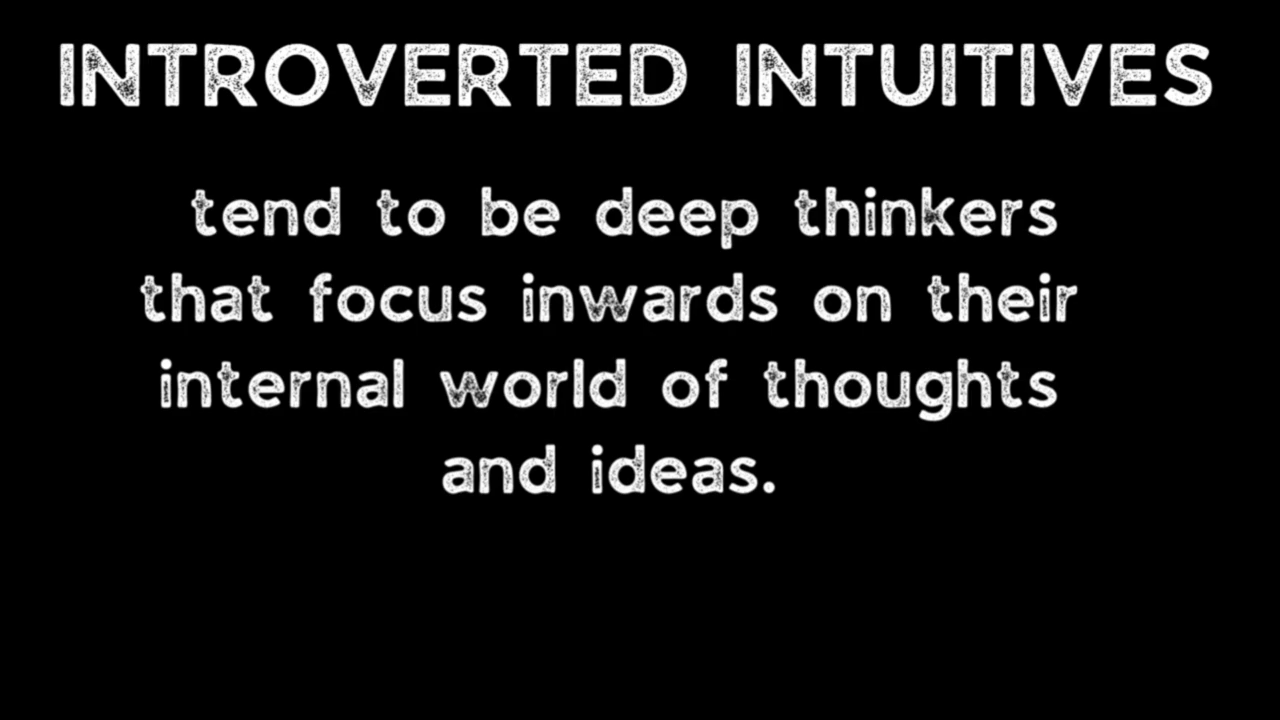 INTROVERTED INTUITIVES
tend to be deep thinkers
that focus inwards on their
internal world of thoughts
and ideas.